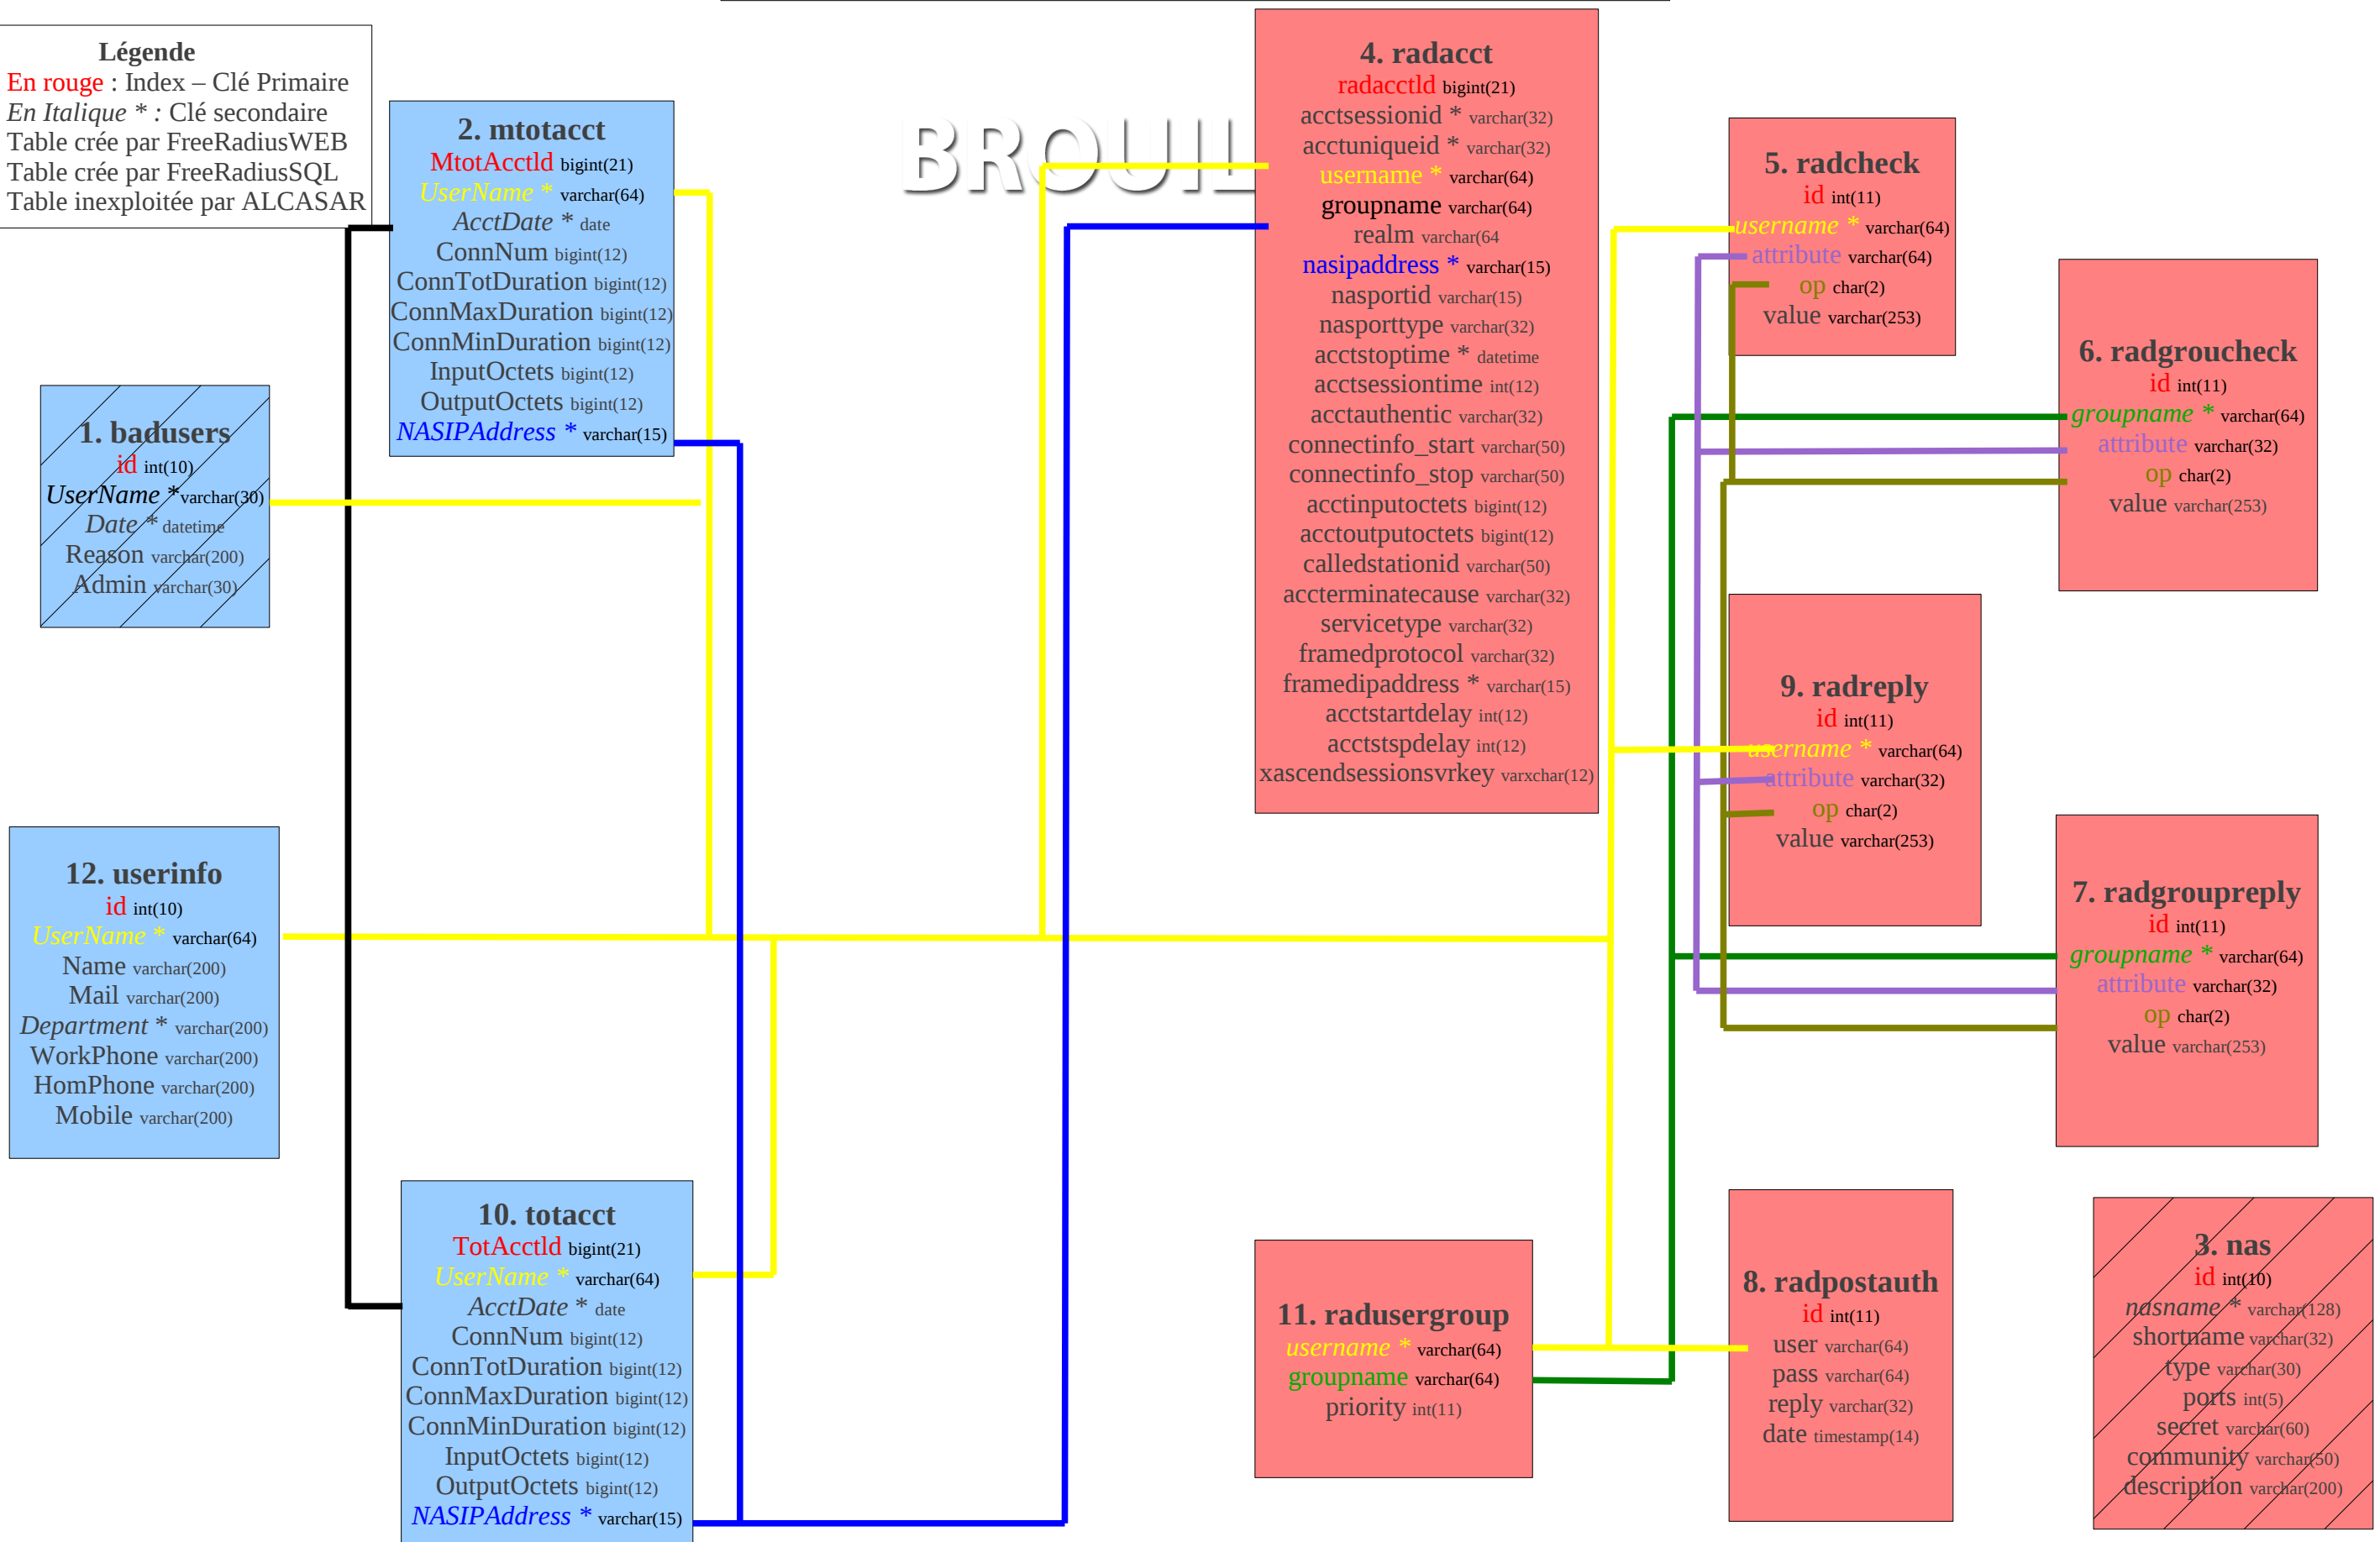 Légende
En rouge : Index – Clé Primaire
En Italique * : Clé secondaire
Table crée par FreeRadiusWEB
Table crée par FreeRadiusSQL
Table inexploitée par ALCASAR
BROUIL
1. badusers
id int(10)
UserName *varchar(30)
Date * datetime
Reason varchar(200)
Admin varchar(30)
2. mtotacct
MtotAcctld bigint(21)
UserName * varchar(64)
AcctDate * date
ConnNum bigint(12)
ConnTotDuration bigint(12)
ConnMaxDuration bigint(12)
ConnMinDuration bigint(12)
InputOctets bigint(12)
OutputOctets bigint(12)
NASIPAddress * varchar(15)
12. userinfo
id int(10)
UserName * varchar(64)
Name varchar(200)
Mail varchar(200)
Department * varchar(200)
WorkPhone varchar(200)
HomPhone varchar(200)
Mobile varchar(200)
10. totacct
TotAcctld bigint(21)
UserName * varchar(64)
AcctDate * date
ConnNum bigint(12)
ConnTotDuration bigint(12)
ConnMaxDuration bigint(12)
ConnMinDuration bigint(12)
InputOctets bigint(12)
OutputOctets bigint(12)
NASIPAddress * varchar(15)
4. radacct
radacctld bigint(21)
acctsessionid * varchar(32)
acctuniqueid * varchar(32)
username * varchar(64)
groupname varchar(64)
realm varchar(64
nasipaddress * varchar(15)
nasportid varchar(15)
nasporttype varchar(32)
acctstoptime * datetime
acctsessiontime int(12)
acctauthentic varchar(32)
connectinfo_start varchar(50)
connectinfo_stop varchar(50)
acctinputoctets bigint(12)
acctoutputoctets bigint(12)
calledstationid varchar(50)
accterminatecause varchar(32)
servicetype varchar(32)
framedprotocol varchar(32)
framedipaddress * varchar(15)
acctstartdelay int(12)
acctstspdelay int(12)
xascendsessionsvrkey varxchar(12)
5. radcheck
id int(11)
username * varchar(64)
attribute varchar(64)
op char(2)
value varchar(253)
6. radgroucheck
id int(11)
groupname * varchar(64)
attribute varchar(32)
op char(2)
value varchar(253)
9. radreply
id int(11)
username * varchar(64)
attribute varchar(32)
op char(2)
value varchar(253)
7. radgroupreply
id int(11)
groupname * varchar(64)
attribute varchar(32)
op char(2)
value varchar(253)
11. radusergroup
username * varchar(64)
groupname varchar(64)
priority int(11)
8. radpostauth
id int(11)
user varchar(64)
pass varchar(64)
reply varchar(32)
date timestamp(14)
3. nas
id int(10)
nasname * varchar(128)
shortname varchar(32)
type varchar(30)
ports int(5)
secret varchar(60)
community varchar(50)
description varchar(200)